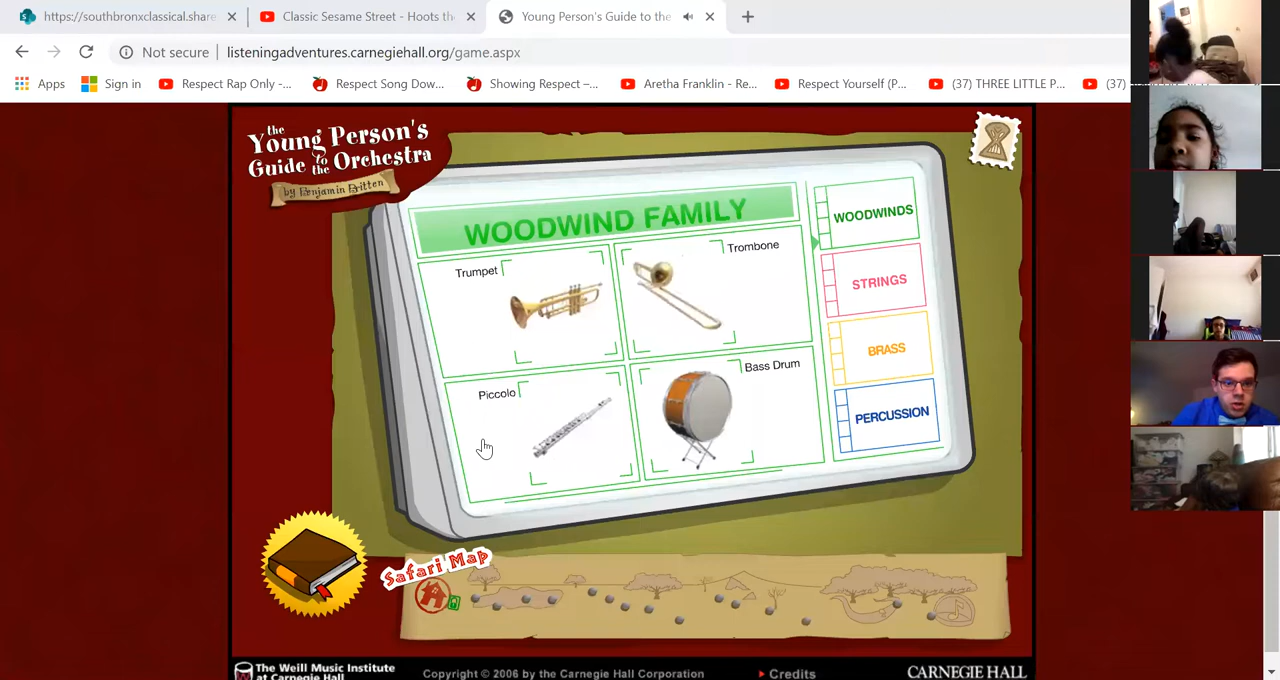 https://southbronxclassical.share
Classic Sesame Street - Hoots the
Young Person's Guide to the
Not secure
listeningadventures.carnegiehall.org/game.aspx
Apps
Sign in
Respect Rap Only -...
Respect Song Dow...
Showing Respect –...
Aretha Franklin - Re...
Respect Yourself (P...
(37) THREE LITTLE P...
(37)
the
Young Person's
Guide to the Orchestra
by Benjamin Britten
WOODWIND FAMILY
Trumpet
Trombone
Piccolo
Bass Drum
WOODWINDS
STRINGS
BRASS
PERCUSSION
Safari Map
The Weill Music Institute
at Carnegie Hall
Copyright © 2006 by the Carnegie Hall Corporation
Credits
CARNEGIE HALL